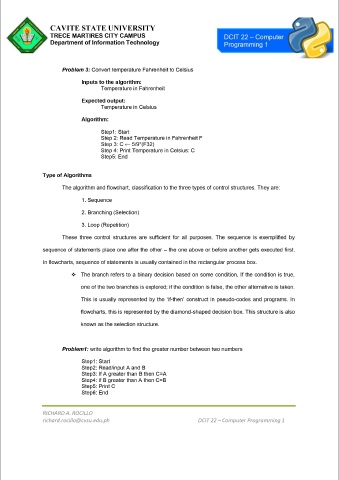 CAVITE STATE UNIVERSITY
TRECE MARTIRES CITY CAMPUS
Department of Information Technology
DCIT 22 – Computer
Programming 1
Problem 3: Convert temperature Fahrenheit to Celsius
Inputs to the algorithm:
Temperature in Fahrenheit
Expected output:
Temperature in Celsius
Algorithm:
Step1: Start
Step 2: Read Temperature in Fahrenheit F
Step 3: C ← 5/9*(F32)
Step 4: Print Temperature in Celsius: C
Step5: End
Type of Algorithms
The algorithm and flowchart, classification to the three types of control structures. They are:
1. Sequence
2. Branching (Selection)
3. Loop (Repetition)
These three control structures are sufficient for all purposes. The sequence is exemplified by
sequence of statements place one after the other – the one above or before another gets executed first.
In flowcharts, sequence of statements is usually contained in the rectangular process box.
❖ The branch refers to a binary decision based on some condition. If the condition is true,
one of the two branches is explored; if the condition is false, the other alternative is taken.
This is usually represented by the 'if-then' construct in pseudo-codes and programs. In
flowcharts, this is represented by the diamond-shaped decision box. This structure is also
known as the selection structure.
Problem1: write algorithm to find the greater number between two numbers
Step1: Start
Step2: Read/input A and B
Step3: If A greater than B then C=A
Step4: if B greater than A then C=B
Step5: Print C
Step6: End
RICHARD A. ROCILLO
richard.rocillo@cvsu.edu.ph DCIT 22 – Computer Programming 1